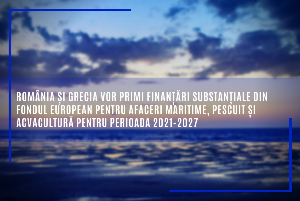 ROMÂNIA ȘI GRECIA VOR PRIMI FINANȚĂRI SUBSTANȚIALE DIN
FONDUL EUROPEAN PENTRU AFACERI MARITIME, PESCUIT ȘI
ACVACULTURĂ PENTRU PERIOADA 2021-2027